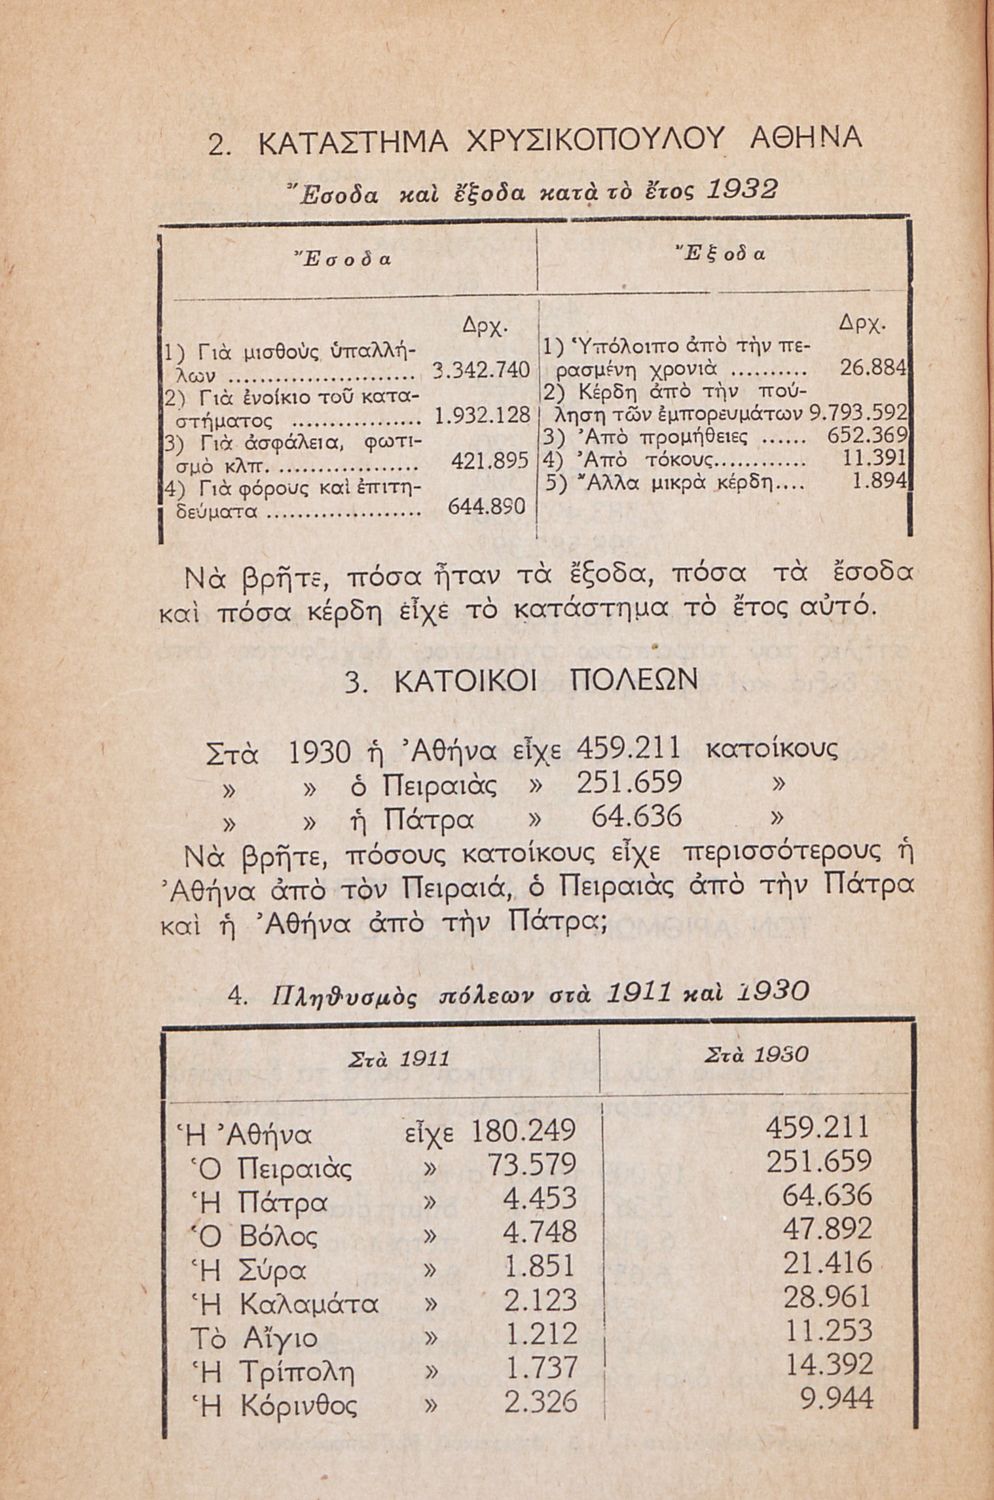 2. ΚΑΤΑΣΤΗΜΑ ΧΡΥΣΙΚΟΠΟΥΛΟΥ ΑΘΗΝΑ
Ἔσοδα καὶ ἔξοδα κατὰ τὸ ἔτος 1932
Ἔσοδα
Δρχ.
1) Γιὰ μισθοὺς ὑπαλλή-
λων ........................ 3.342.740
2) Γιὰ ἐνοίκιο τοῦ κατα-
στήματος ................ 1.932.128
3) Γιὰ ἀσφάλεια, φωτι-
σμὸ κλπ. ................. 421.895
4) Γιὰ φόρους καὶ ἐπιτη-
δεύματα .................... 644.890
Ἔξοδα
Δρχ.
1) Ὑπόλοιπο ἀπὸ τὴν πε-
ρασμένη χρονιὰ .......... 26.884
2) Κέρδη ἀπὸ τὴν πού-
ληση τῶν ἐμπορευμάτων 9.793.592
3) Ἀπὸ προμήθειες ...... 652.369
4) Ἀπὸ τόκους............ 11.391
5) Ἄλλα μικρὰ κέρδη.... 1.894
Νὰ βρῆτε, πόσα ἦταν τὰ ἔξοδα, πόσα τὰ ἔσοδα
καὶ πόσα κέρδη εἶχε τὸ κατάστημα τὸ ἔτος αὐτό.
3. ΚΑΤΟΙΚΟΙ ΠΟΛΕΩΝ
Στὰ 1930 ἡ Ἀθήνα εἶχε 459.211 κατοίκους
» » ὁ Πειραιὰς » 251.659 »
» » ἡ Πάτρα » 64.636 »
Νὰ βρῆτε, πόσους κατοίκους εἶχε περισσότερους ἡ
Ἀθήνα ἀπὸ τὸν Πειραιά, ὁ Πειραιὰς ἀπὸ τὴν Πάτρα
καὶ ἡ Ἀθήνα ἀπὸ τὴν Πάτρα;
4. Πληθυσμὸς πόλεων στὰ 1911 καὶ 1930
Στὰ 1911 Στὰ 1930
Ἡ Ἀθήνα εἶχε 180.249 459.211
Ὁ Πειραιὰς » 73.579 251.659
Ἡ Πάτρα » 4.453 64.636
Ὁ Βόλος » 4.748 47.892
Ἡ Σύρα » 1.851 21.416
Ἡ Καλαμάτα » 2.123 28.961
Τὸ Αἴγιο » 1.212 11.253
Ἡ Τρίπολη » 1.737 14.392
Ἡ Κόρινθος » 2.326 9.944